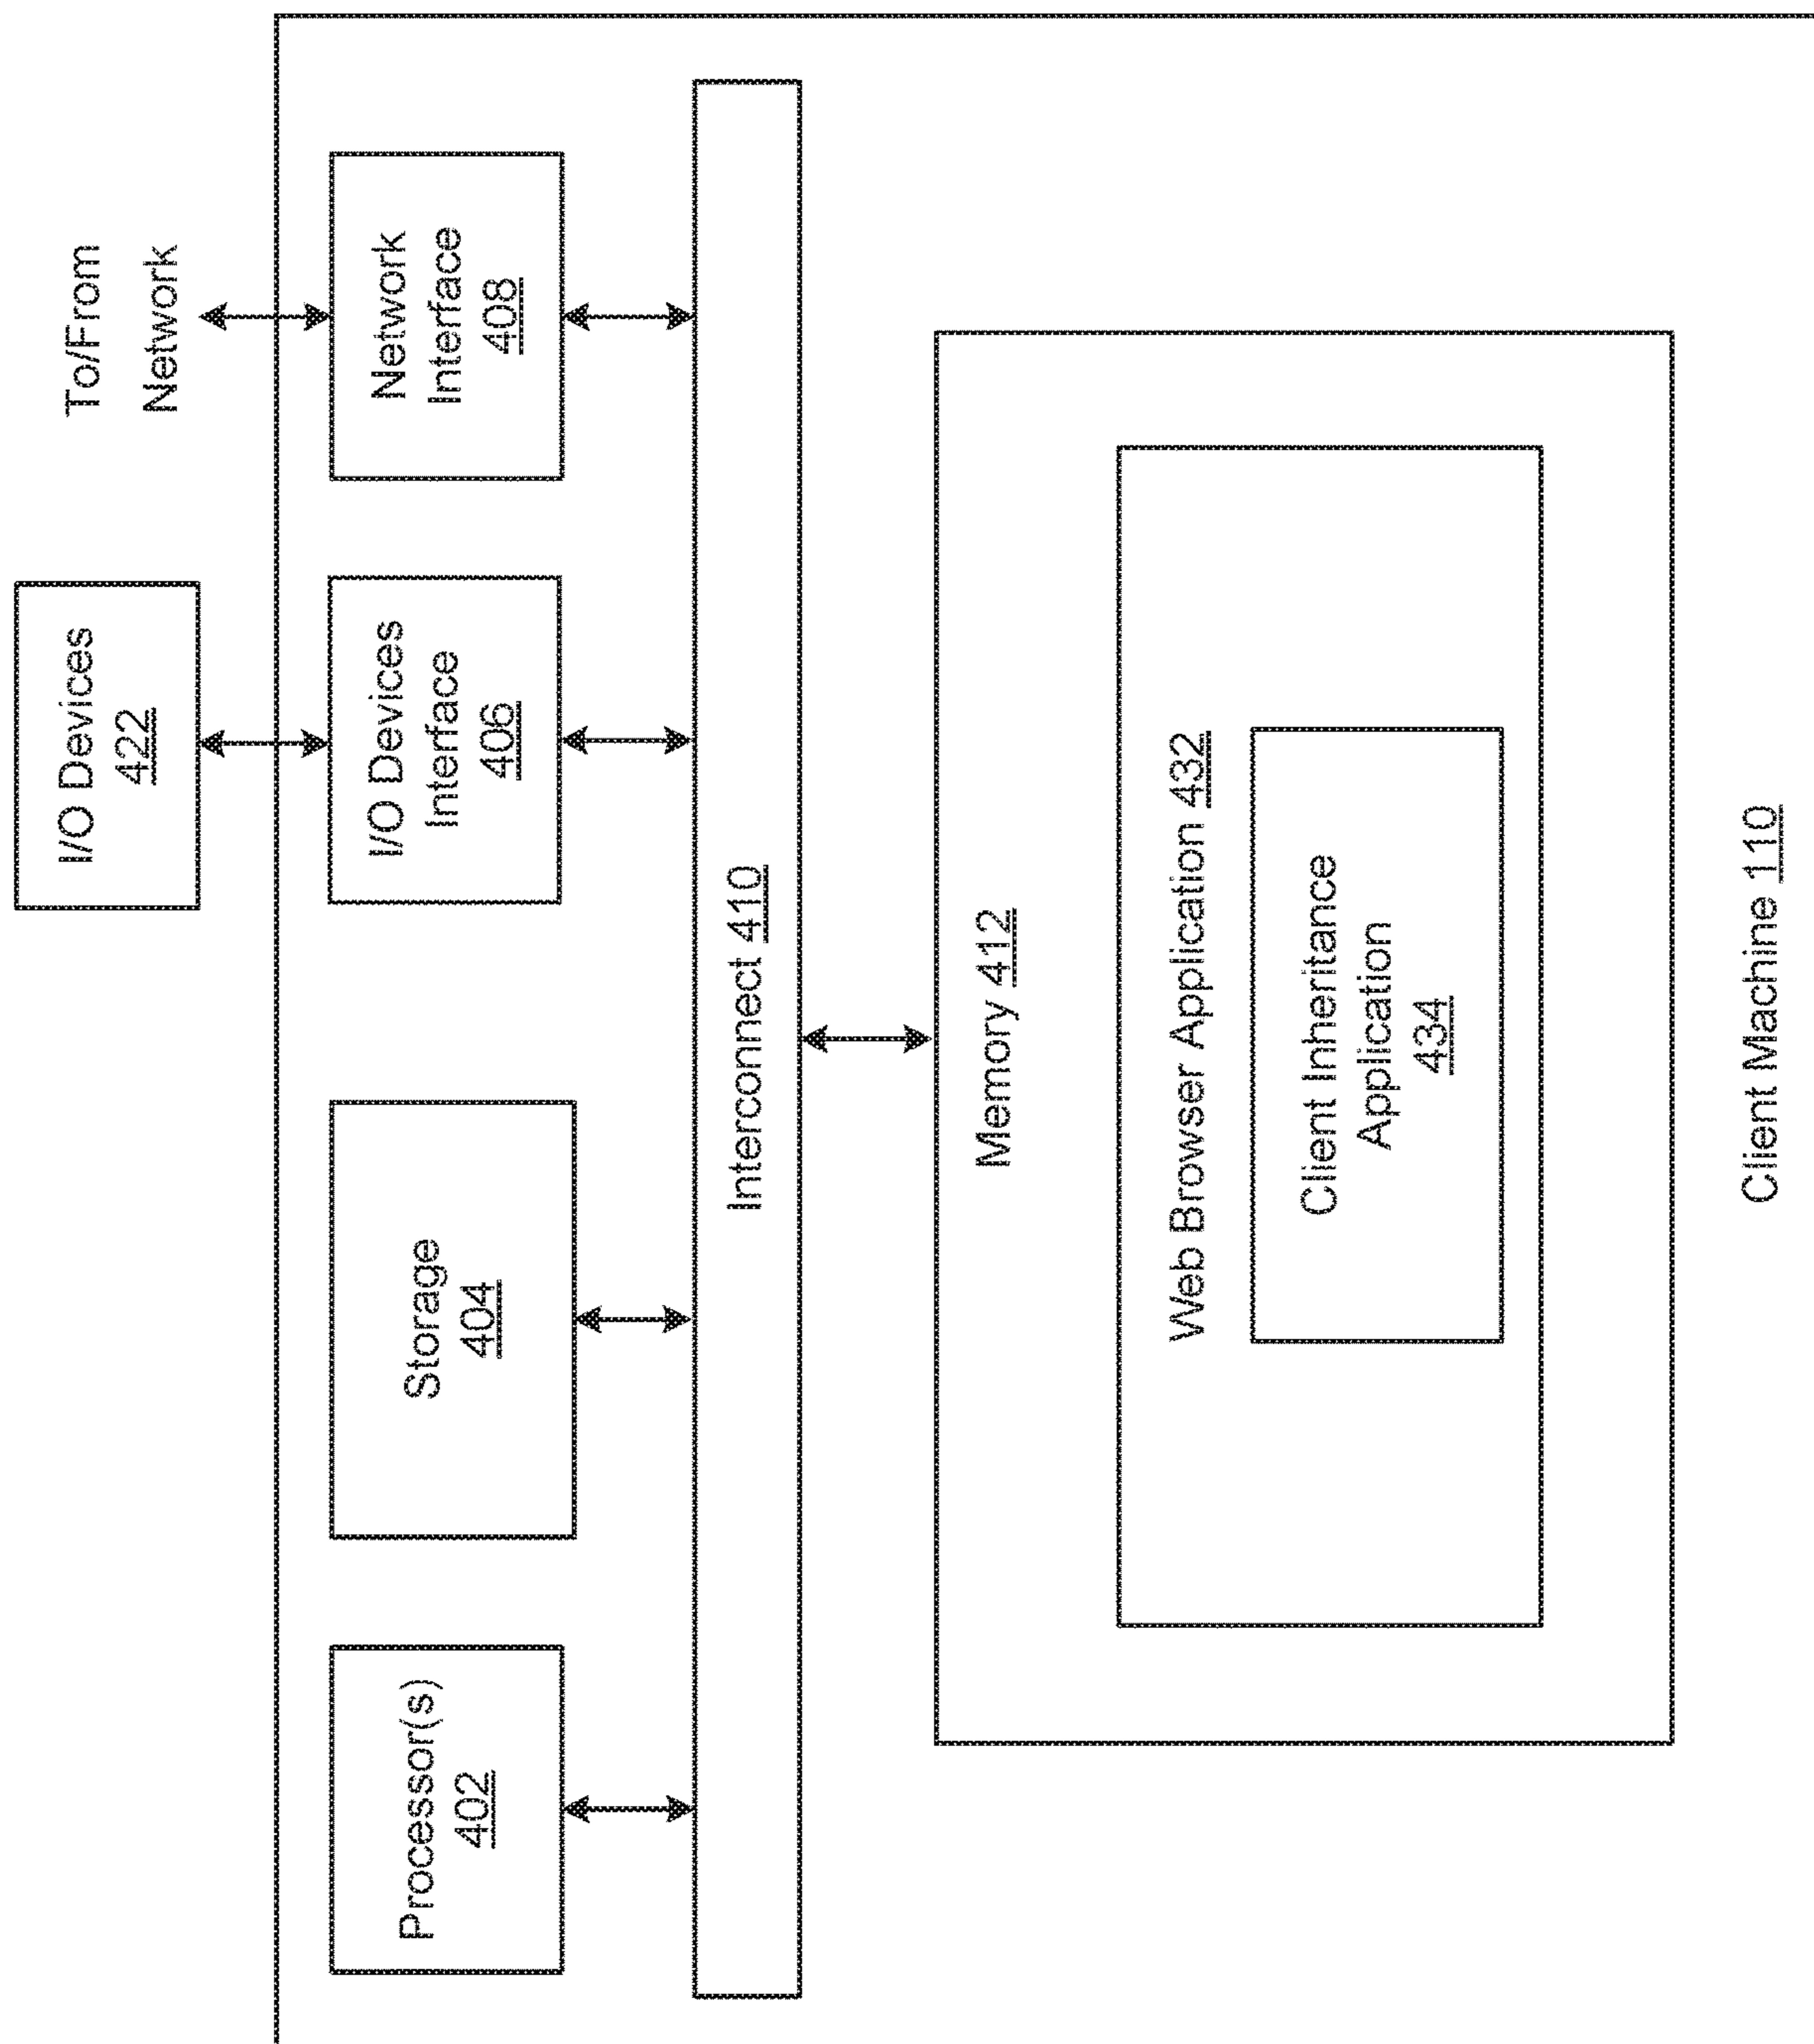 I/O Devices
422
To/From
Network
Processor(s)
402
Storage
404
I/O Devices
Interface
406
Network
Interface
408
Interconnect 410
Memory 412
Web Browser Application 432
Client Inheritance
Application
434
Client Machine 110